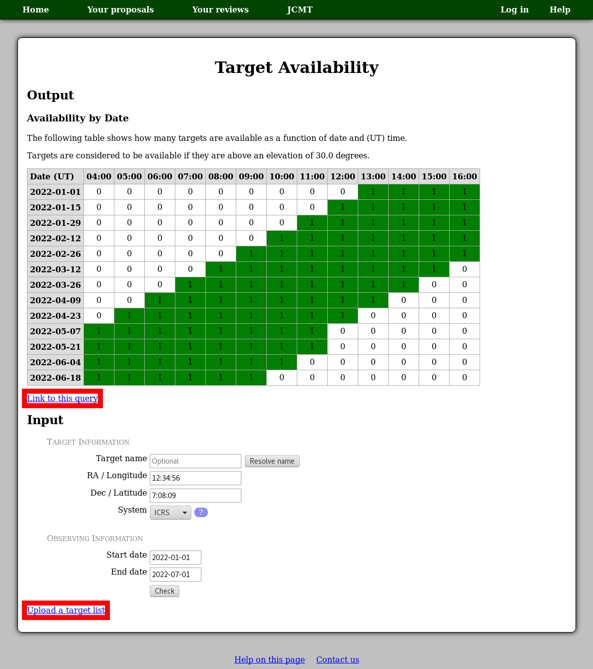 Home Your proposals Your reviews JCMT Log in Help
Target Availability
Output
Availability by Date
The following table shows how many targets are available as a function of date and (UT) time.
Targets are considered to be available if they are above an elevation of 30.0 degrees.
Date (UT) 04:00 05:00 06:00 07:00 08:00 09:00 10:00 11:00 12:00 13:00 14:00 15:00 16:00
2022-01-01 0 0 0 0 0 0 0 0 0 1 1 1 1
2022-01-15 0 0 0 0 0 0 0 0 1 1 1 1 1
2022-01-29 0 0 0 0 0 0 0 1 1 1 1 1 1
2022-02-12 0 0 0 0 0 0 1 1 1 1 1 1 1
2022-02-26 0 0 0 0 0 1 1 1 1 1 1 1 1
2022-03-12 0 0 0 0 1 1 1 1 1 1 1 1 0
2022-03-26 0 0 0 1 1 1 1 1 1 1 1 0 0
2022-04-09 0 0 1 1 1 1 1 1 1 1 0 0 0
2022-04-23 0 1 1 1 1 1 1 1 1 0 0 0 0
2022-05-07 1 1 1 1 1 1 1 1 0 0 0 0 0
2022-05-21 1 1 1 1 1 1 1 1 0 0 0 0 0
2022-06-04 1 1 1 1 1 1 1 0 0 0 0 0 0
2022-06-18 1 1 1 1 1 1 0 0 0 0 0 0 0
Link to this query
Input
Target Information
Target name Optional Resolve name
RA / Longitude 12:34:56
Dec / Latitude 7:08:09
System ICRS ?
Observing Information
Start date 2022-01-01
End date 2022-07-01
Check
Upload a target list
Help on this page Contact us